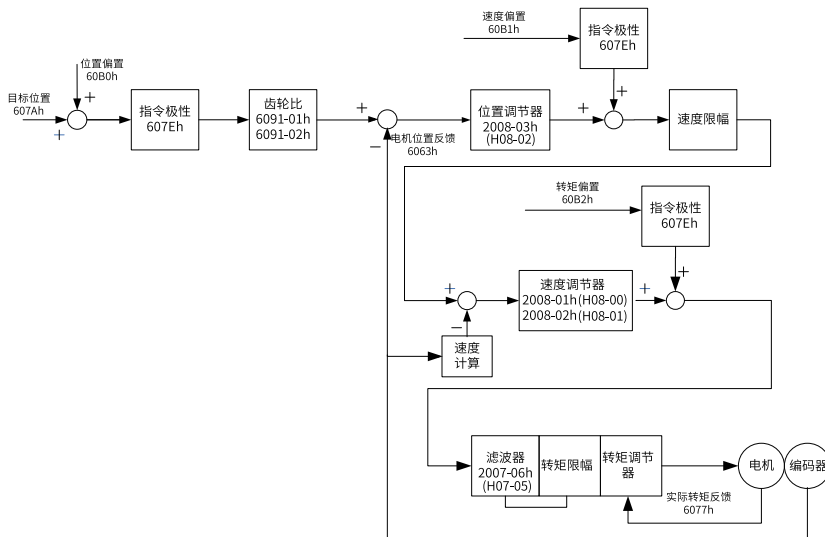 速度偏置
60B1h
指令极性
607Eh
位置偏置
60B0h
+
目标位置
607Ah
+
指令极性
607Eh
齿轮比
6091-01h
6091-02h
+
−
电机位置反馈
6063h
位置调节器
2008-03h
(H08-02)
+
+
速度限幅
转矩偏置
60B2h
指令极性
607Eh
+
−
速度调节器
2008-01h(H08-00)
2008-02h(H08-01)
+
+
速度
计算
滤波器
2007-06h
(H07-05)
转矩限幅
转矩调节
器
电机
编码器
实际转矩反馈
6077h